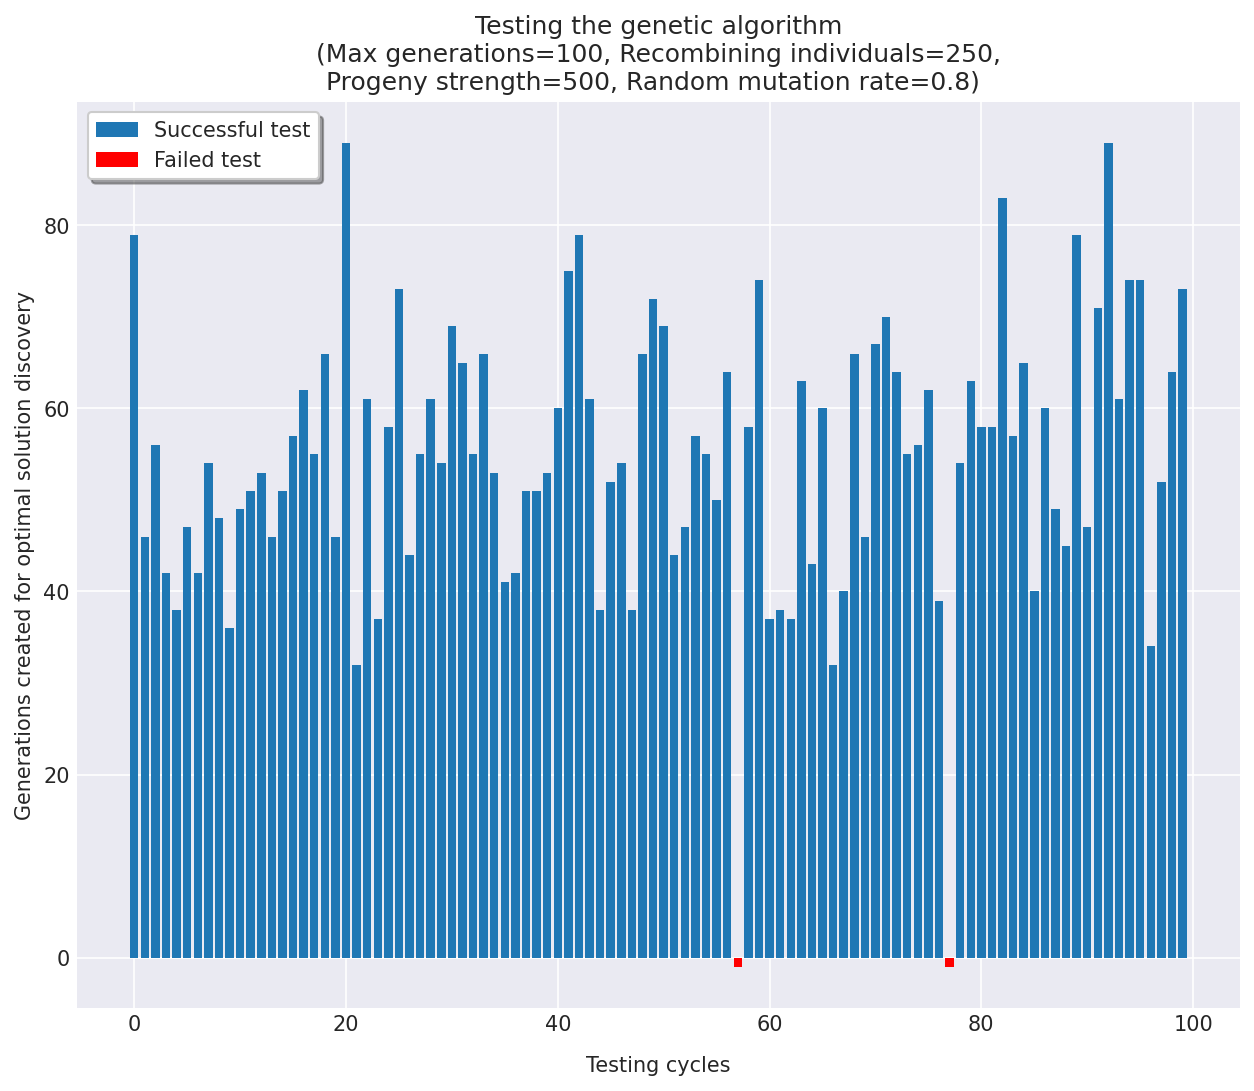 Testing the genetic algorithm
(Max generations=100, Recombining individuals=250,
Progeny strength=500, Random mutation rate=0.8)
Successful test
Failed test
Generations created for optimal solution discovery
80
60
40
20
0
0 20 40 60 80 100
Testing cycles